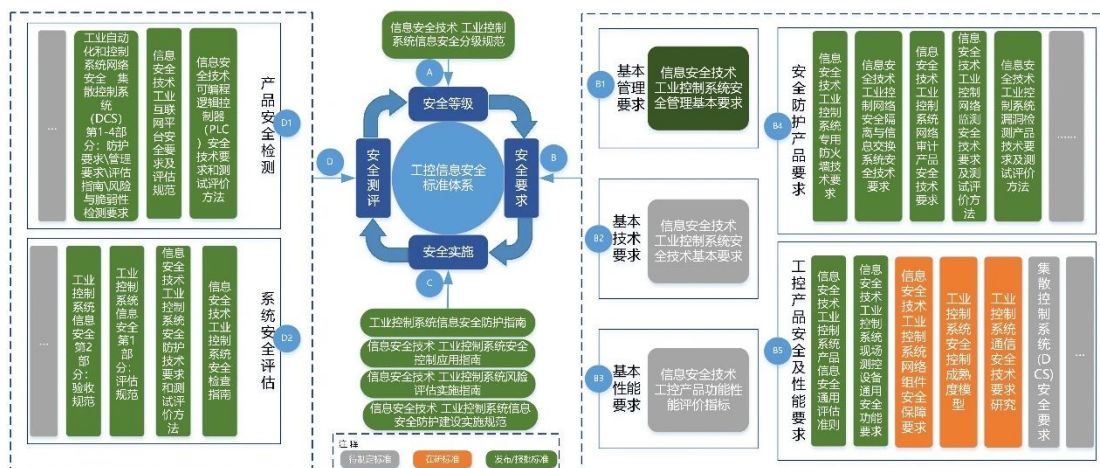 信息安全技术 工业控制
系统信息安全分级规范
A
安全等级
安全要求
安全实施
安全测评
工控信息安全
标准体系
B
C
D
工业控制系统信息安全防护指南
信息安全技术 工业控制系统安全
控制应用指南
信息安全技术 工业控制系统风险
评估实施指南
信息安全技术 工业控制系统信息
安全防护建设实施规范
待制定标准
在研标准
发布/报批标准
产品安全检测
D1
...
工业自动
化和控制
系统网络
安全 集
散控制系统
（DCS）
第1-4部
分：防护
要求\管理
要求\评估
指南\风险
与脆弱性
检测要求
信息
安全
技术
工业
互联
网平
台安
全要
求及
评估
规范
信息安
全技术
可编程
逻辑控
制器
（PLC
）安全
技术要
求和测
试评价
方法
系统安全评估
D2
...
工业
控制
系统
信息
安全
第2
部
分：
验收
规范
工业
控制
系统
信息
安全
第1
部
分：
评估
规范
信息
安全
技术
工业
控制
系统
安全
防护
技术
要求
和测
试评
价方
法
信息
安全
技术
工业
控制
系统
安全
检查
指南
B1
基本
管理
要求
信息安全技术
工业控制系统安
全管理基本要求
B2
基本
技术
要求
信息安全技术
工业控制系统安
全技术基本要求
B3
基本
性能
要求
信息安全技术
工控产品功能性
能评价指标
安全防护产品要求
B4
信息
安全
技术
工业
控制
系统
专用
防火
墙技
术要
求
信息安
全技术
工业控
制网络
安全隔
离与信
息交换
系统安
全技术
要求
信息
安全
技术
工业
控制
系统
网络
审计
产品
安全
技术
要求
信息
安全
技术
工业
控制
网络
监测
安全
技术
要求
及测
试评
价方
法
信息安
全技术
工业控
制系统
漏洞检
测产品
技术要
求及测
试评价
方法
......
工控产品安全及性能要求
B5
信息
安全
技术
工业
控制
系统
产品
信息
安全
通用
评估
准则
信息
安全
技术
工业
控制
系统
现场
测控
设备
通用
安全
功能
要求
信息
安全
技术
工业
控制
系统
网络
组件
安全
保障
要求
工业
控制
系统
安全
控制
成熟
度模
型
工业
控制
系统
通信
安全
技术
要求
研究
集散控制系统(DCS)安全要求
...